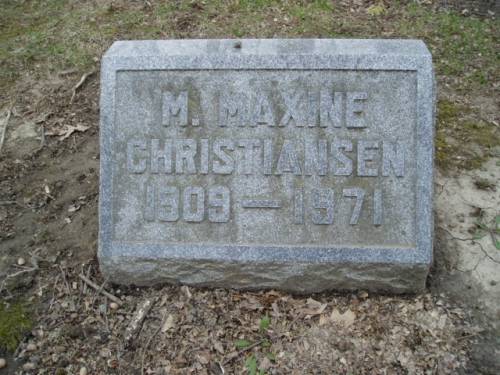 M. MAXINE
CHRISTIANSEN
1909 — 1971